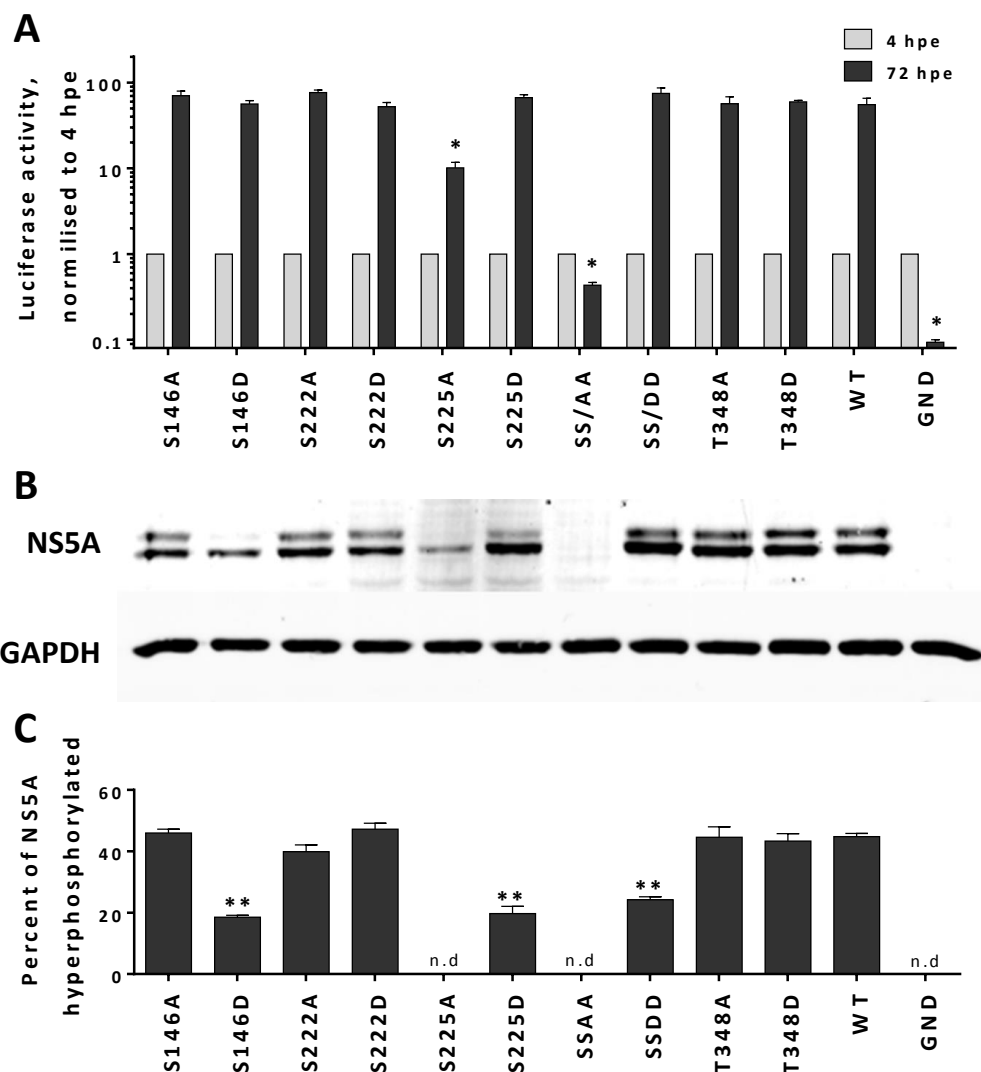 A
4 hpe
72 hpe
Luciferase activity,
normilised to 4 hpe
100
10
1
0.1
*
*
*
S146A
S146D
S222A
S222D
S225A
S225D
SS/AA
SS/DD
T348A
T348D
WT
GND
B
NS5A
GAPDH
C
Percent of NS5A
hyperphosphorylated
60
40
20
0
**
n.d
**
n.d
**
n.d
S146A
S146D
S222A
S222D
S225A
S225D
SSAA
SSDD
T348A
T348D
WT
GND